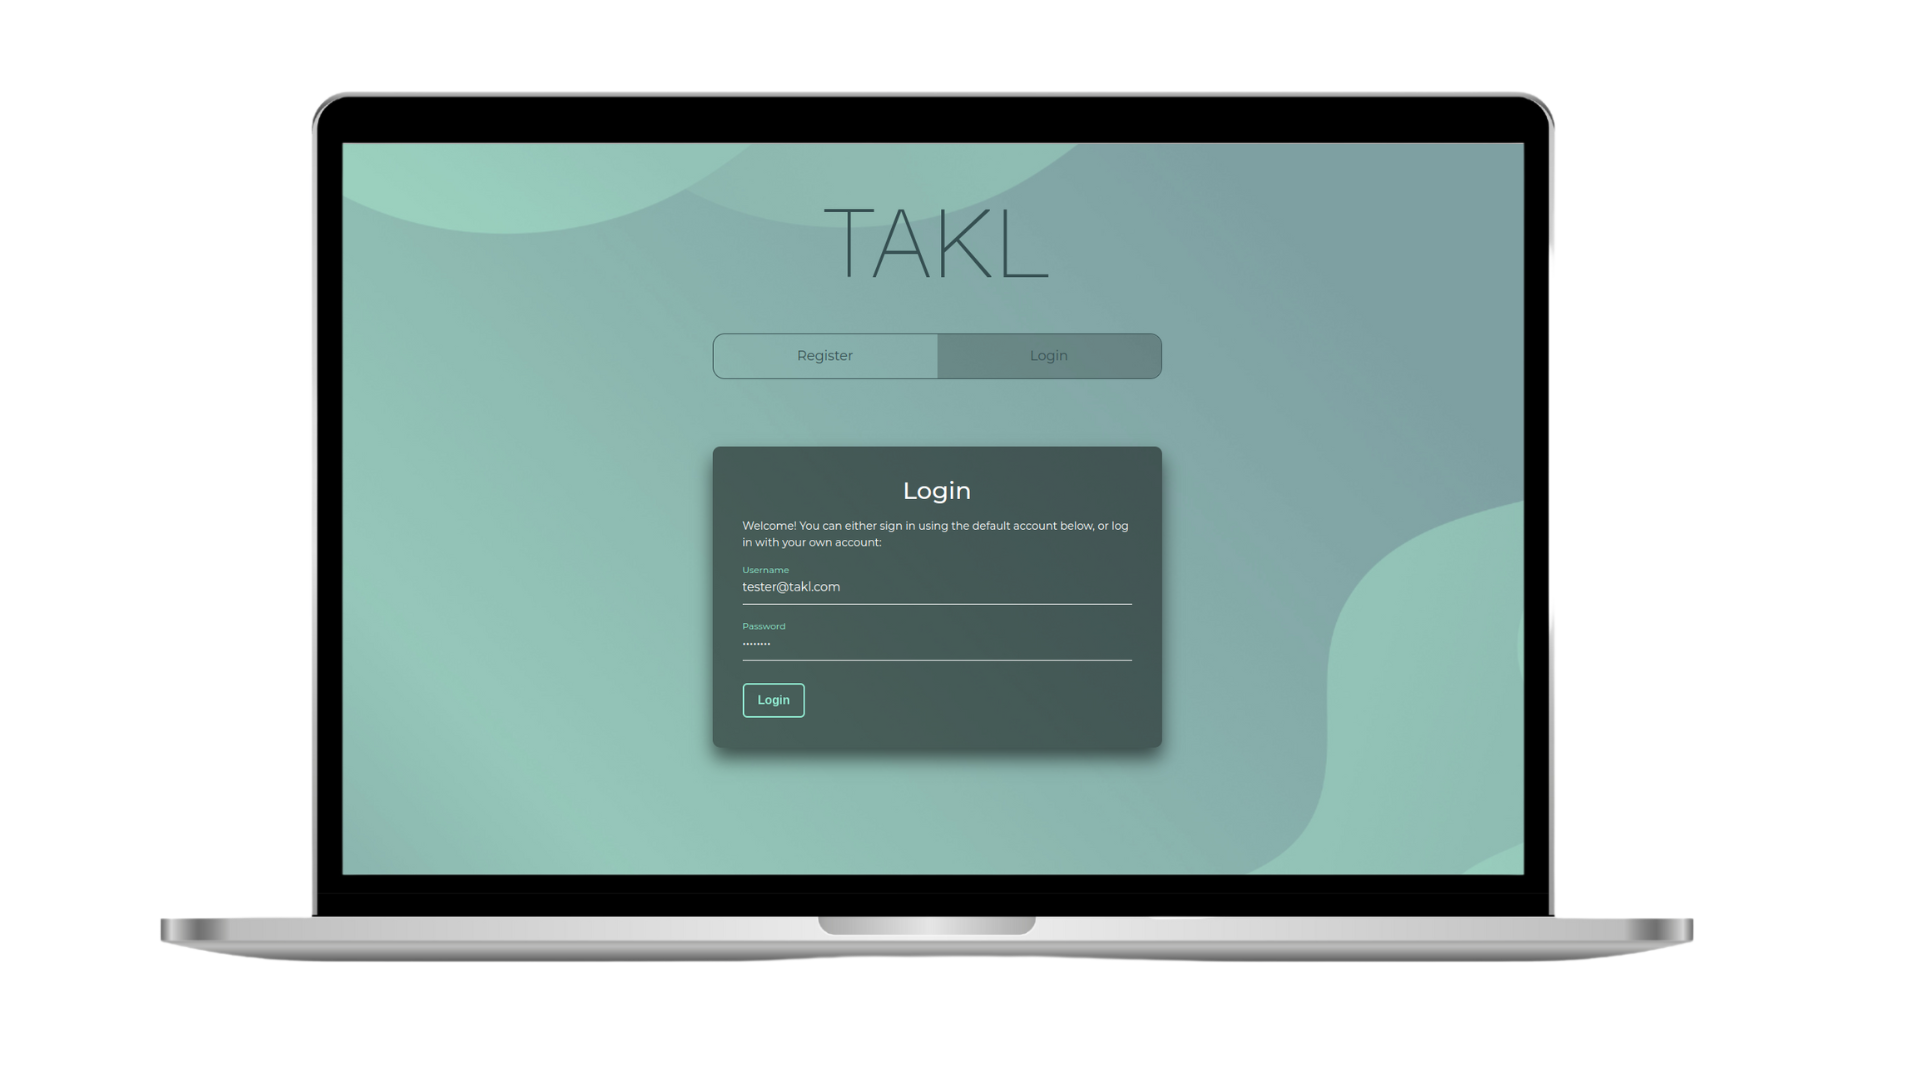 TAKL
Register
Login
Login
Welcome! You can either sign in using the default account below, or log
in with your own account:
Username
tester@takl.com
Password
••••••••
Login